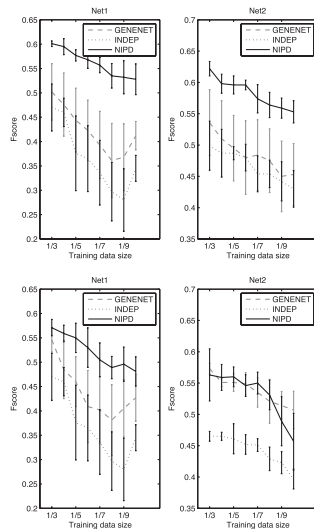 Net1
0.65
0.6
0.55
0.5
0.45
0.4
0.35
0.3
0.25
0.2
Fscore
GENENET
INDEP
NIPD
1/3 1/5 1/7 1/9
Training data size
Net2
0.7
0.65
0.6
0.55
0.5
0.45
0.4
0.35
Fscore
GENENET
INDEP
NIPD
1/3 1/5 1/7 1/9
Training data size
Net1
0.65
0.6
0.55
0.5
0.45
0.4
0.35
0.3
0.25
0.2
Fscore
GENENET
INDEP
NIPD
1/3 1/5 1/7 1/9
Training data size
Net2
0.7
0.65
0.6
0.55
0.5
0.45
0.4
0.35
Fscore
GENENET
INDEP
NIPD
1/3 1/5 1/7 1/9
Training data size